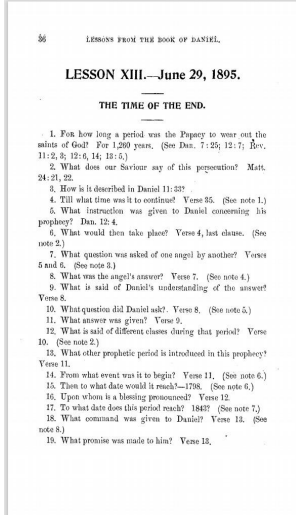 36 LESSONS FROM THE BOOK OF DANIEL.
LESSON XIII.—June 29, 1895.
THE TIME OF THE END.
1. For how long a period was the Papacy to wear out the
saints of God? For 1,260 years. (See Dan. 7:25; 12:7; Rev.
11:2, 3; 12:6, 14; 13:5.)
2. What does our Saviour say of this persecution? Matt.
24:21, 22.
3. How is it described in Daniel 11:33?
4. Till what time was it to continue? Verse 35. (See note 1.)
5. What instruction was given to Daniel concerning his
prophecy? Dan. 12:4.
6. What would then take place? Verse 4, last clause. (See
note 2.)
7. What question was asked of one angel by another? Verses
5 and 6. (See note 3.)
8. What was the angel's answer? Verse 7. (See note 4.)
9. What is said of Daniel's understanding of the answer?
Verse 8.
10. What question did Daniel ask? Verse 8. (See note 5.)
11. What answer was given? Verse 9.
12. What is said of different classes during that period? Verse
10. (See note 2.)
13. What other prophetic period is introduced in this prophecy?
Verse 11.
14. From what event was it to begin? Verse 11. (See note 6.)
15. Then to what date would it reach?—1798. (See note 6.)
16. Upon whom is a blessing pronounced? Verse 12.
17. To what date does this period reach? 1843? (See note 7.)
18. What command was given to Daniel? Verse 13. (See
note 8.)
19. What promise was made to him? Verse 13.